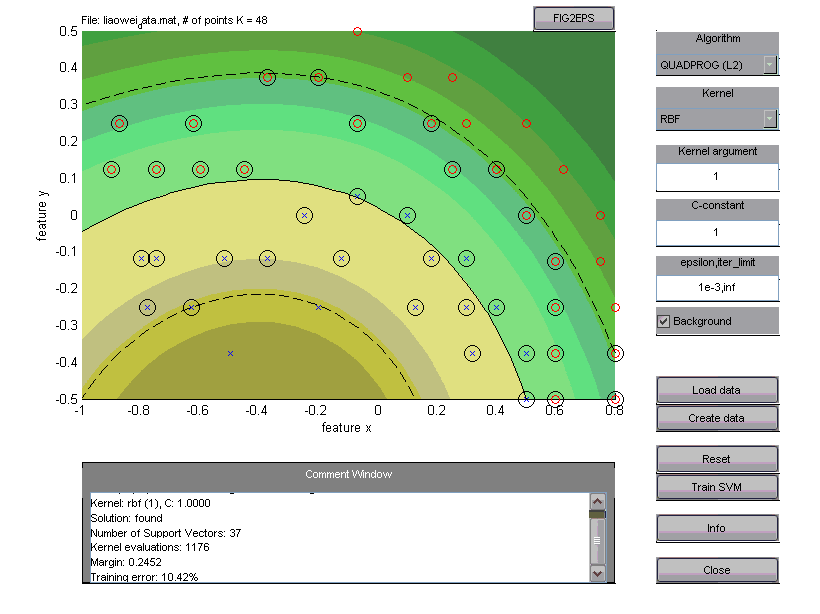 File: liaowei_data.mat, # of points K = 48
FIG2EPS
Algorithm
QUADPROG (L2)
Kernel
RBF
Kernel argument
1
C-constant
1
epsilon,iter_limit
1e-3,inf
Background
Load data
Create data
Reset
Train SVM
Info
Close
feature y
0.5
0.4
0.3
0.2
0.1
0
-0.1
-0.2
-0.3
-0.4
-0.5
-1 -0.8 -0.6 -0.4 -0.2 0 0.2 0.4 0.6 0.8
feature x
Comment Window
Kernel: rbf (1), C: 1.0000
Solution: found
Number of Support Vectors: 37
Kernel evaluations: 1176
Margin: 0.2452
Training error: 10.42%